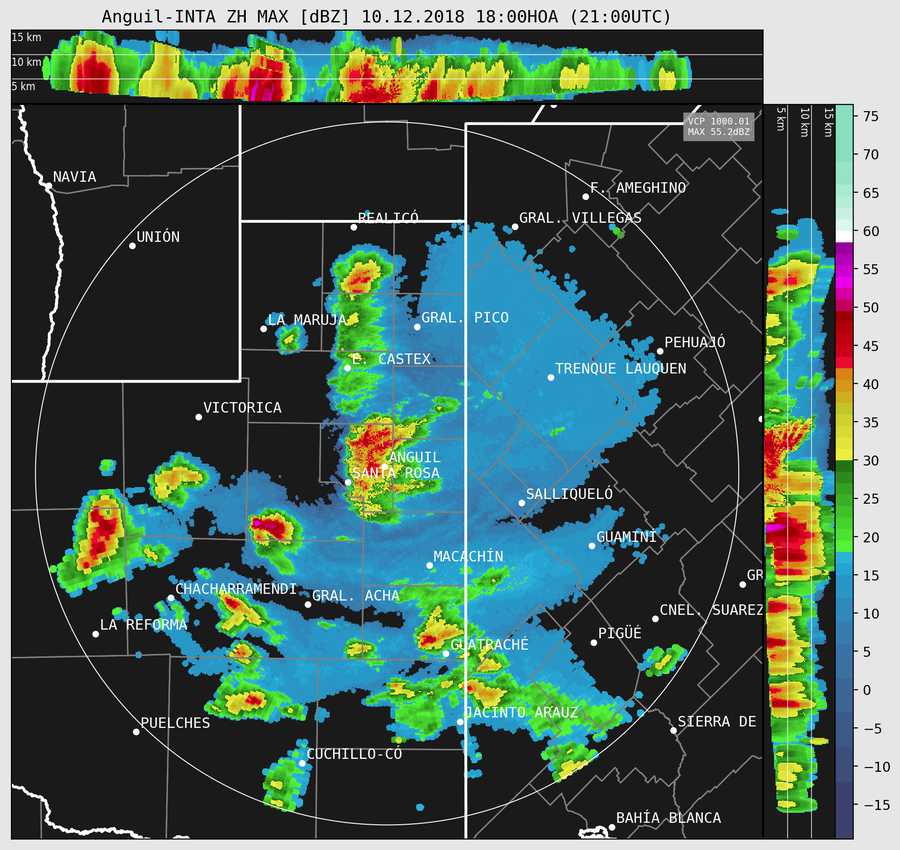 Anguil-INTA ZH MAX [dBZ] 10.12.2018 18:00HOA (21:00UTC)
15 km
10 km
5 km
5 km
10 km
15 km
VCP 1000.01
MAX 55.2dBZ
NAVIA
F. AMEGHINO
REALICÓ
GRAL. VILLEGAS
UNIÓN
LA MARUJA
GRAL. PICO
PEHUAJÓ
E. CASTEX
TRENQUE LAUQUEN
VICTORICA
ANGUIL
SANTA ROSA
SALLIQUELÓ
GUAMINÍ
MACACHÍN
GR
CHACHARRAMENDI
GRAL. ACHA
CNEL. SUAREZ
LA REFORMA
PIGÜÉ
GUATRACHÉ
JACINTO ARAUZ
PUELCHES
SIERRA DE
CUCHILLO-CÓ
BAHÍA BLANCA
75
70
65
60
55
50
45
40
35
30
25
20
15
10
5
0
−5
−10
−15